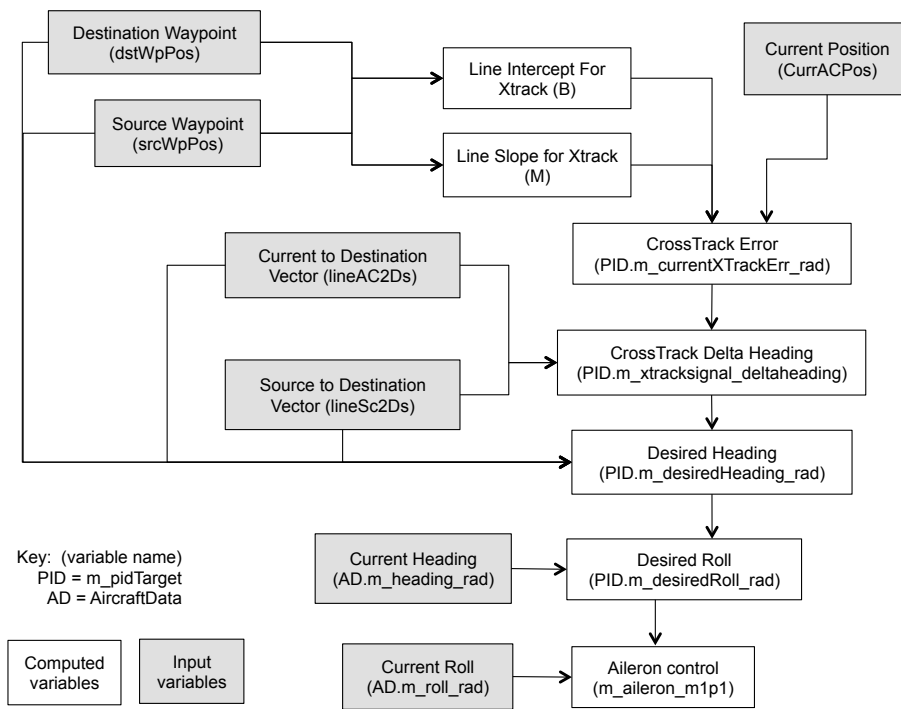 Destination Waypoint
(dstWpPos)
Line Intercept For
Xtrack (B)
Current Position
(CurrACPos)
Source Waypoint
(srcWpPos)
Line Slope for Xtrack
(M)
Current to Destination
Vector (lineAC2Ds)
CrossTrack Error
(PID.m_currentXTrackErr_rad)
Source to Destination
Vector (lineSc2Ds)
CrossTrack Delta Heading
(PID.m_xtracksignal_deltaheading)
Desired Heading
(PID.m_desiredHeading_rad)
Key: (variable name)
PID = m_pidTarget
AD = AircraftData
Current Heading
(AD.m_heading_rad)
Desired Roll
(PID.m_desiredRoll_rad)
Computed
variables
Input
variables
Current Roll
(AD.m_roll_rad)
Aileron control
(m_aileron_m1p1)